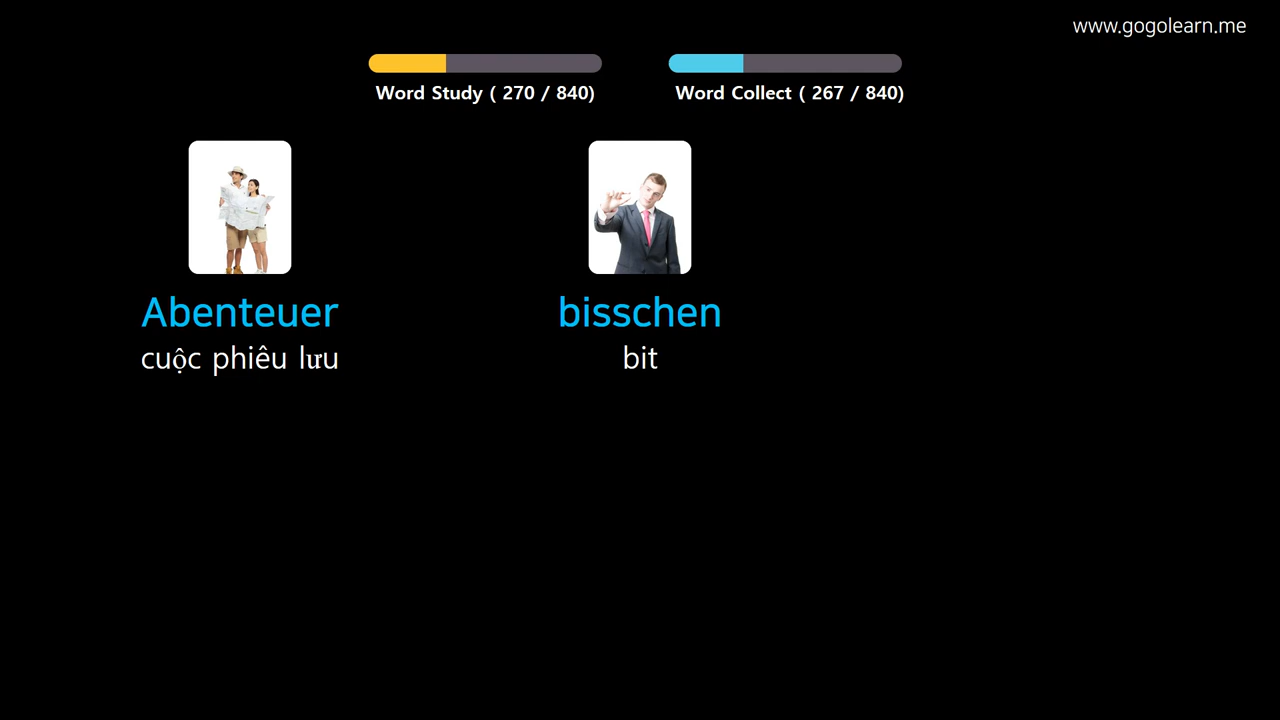 www.gogolearn.me
Word Study ( 270 / 840)
Word Collect ( 267 / 840)
Abenteuer
cuộc phiêu lưu
bisschen
bit